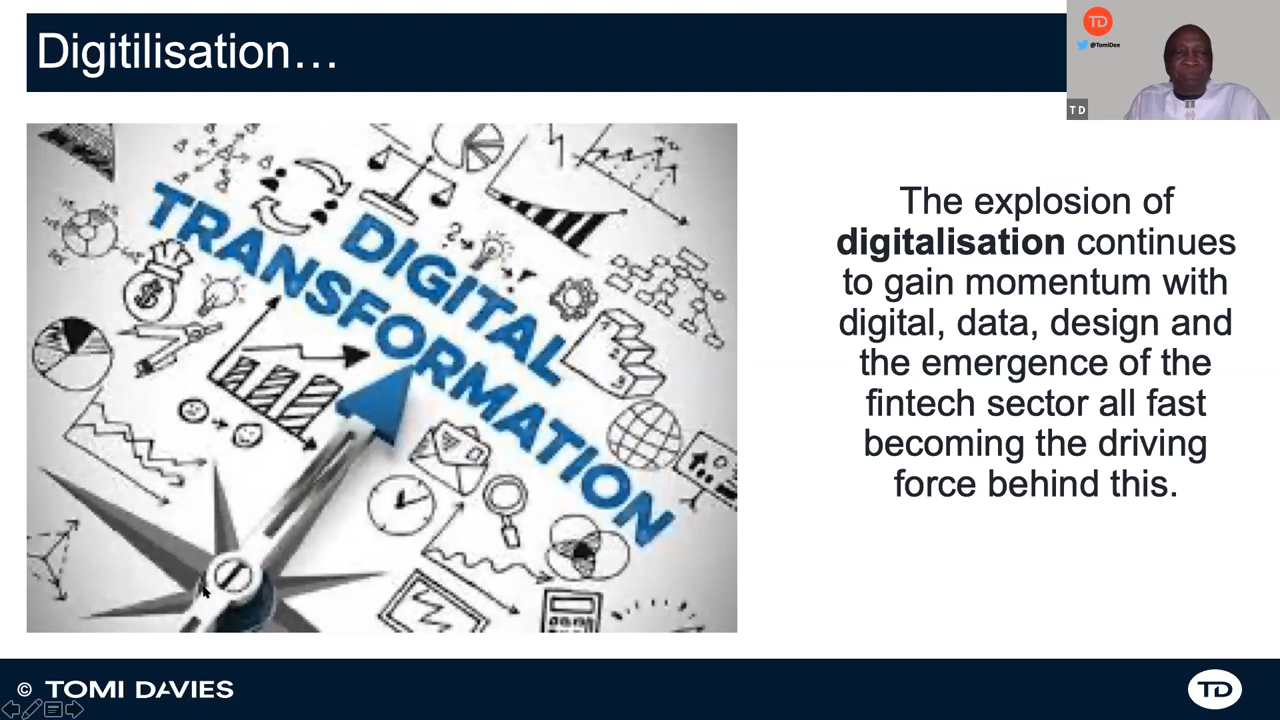 Digitilisation…
TD
@TomiDee
T D
DIGITAL
TRANSFORMATION
The explosion of
digitalisation continues
to gain momentum with
digital, data, design and
the emergence of the
fintech sector all fast
becoming the driving
force behind this.
© TOMI DAVIES
TD